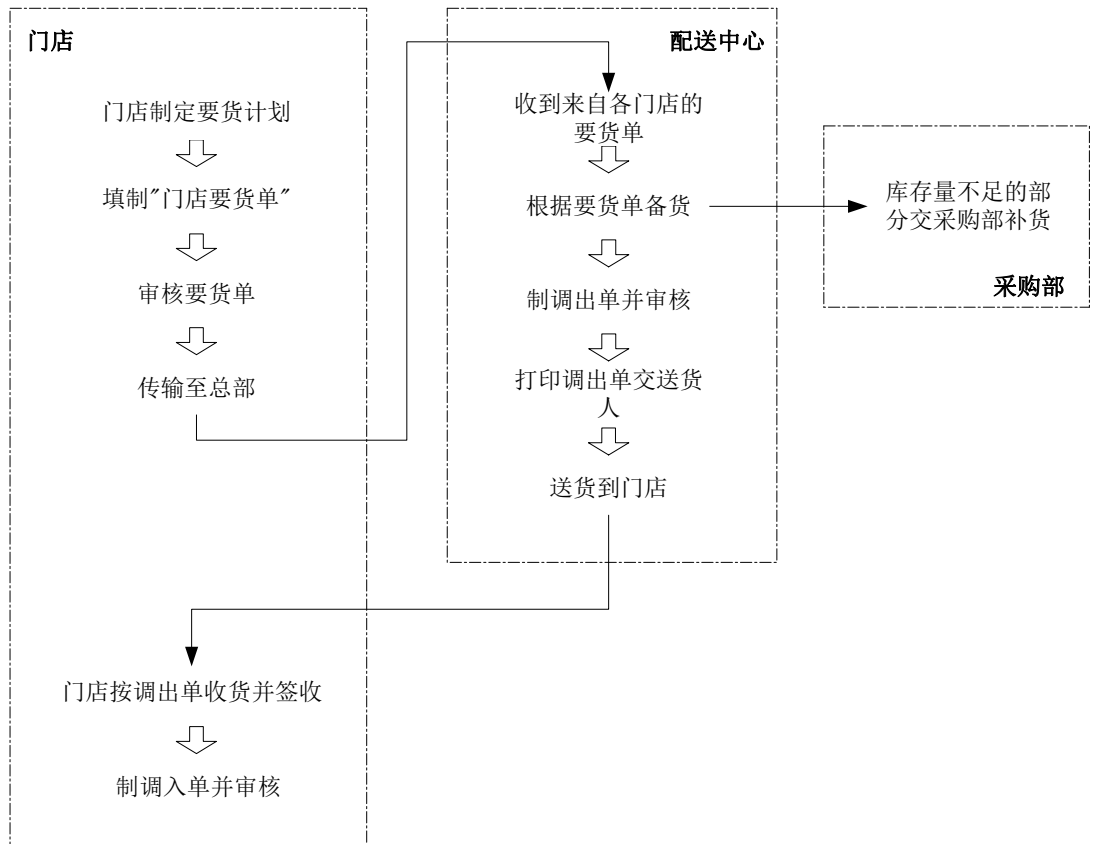 门店
门店制定要货计划
填制"门店要货单"
审核要货单
传输至总部
配送中心
收到来自各门店的
要货单
根据要货单备货
制调出单并审核
打印调出单交送货
人
送货到门店
库存量不足的部
分交采购部补货
采购部
门店按调出单收货并签收
制调入单并审核